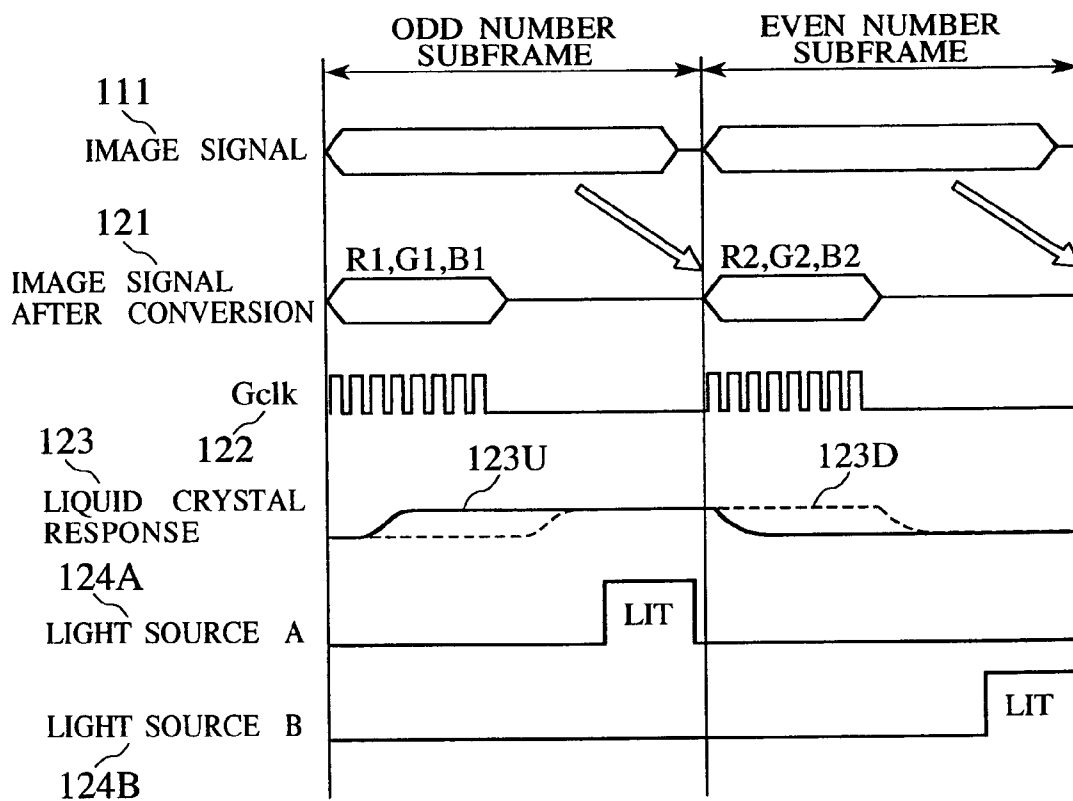 ODD NUMBER
SUBFRAME
EVEN NUMBER
SUBFRAME
111
IMAGE SIGNAL
121
IMAGE SIGNAL
AFTER CONVERSION
R1,G1,B1
R2,G2,B2
Gclk
122
123
LIQUID CRYSTAL
RESPONSE
123U
123D
124A
LIGHT SOURCE A
LIT
LIGHT SOURCE B
LIT
124B